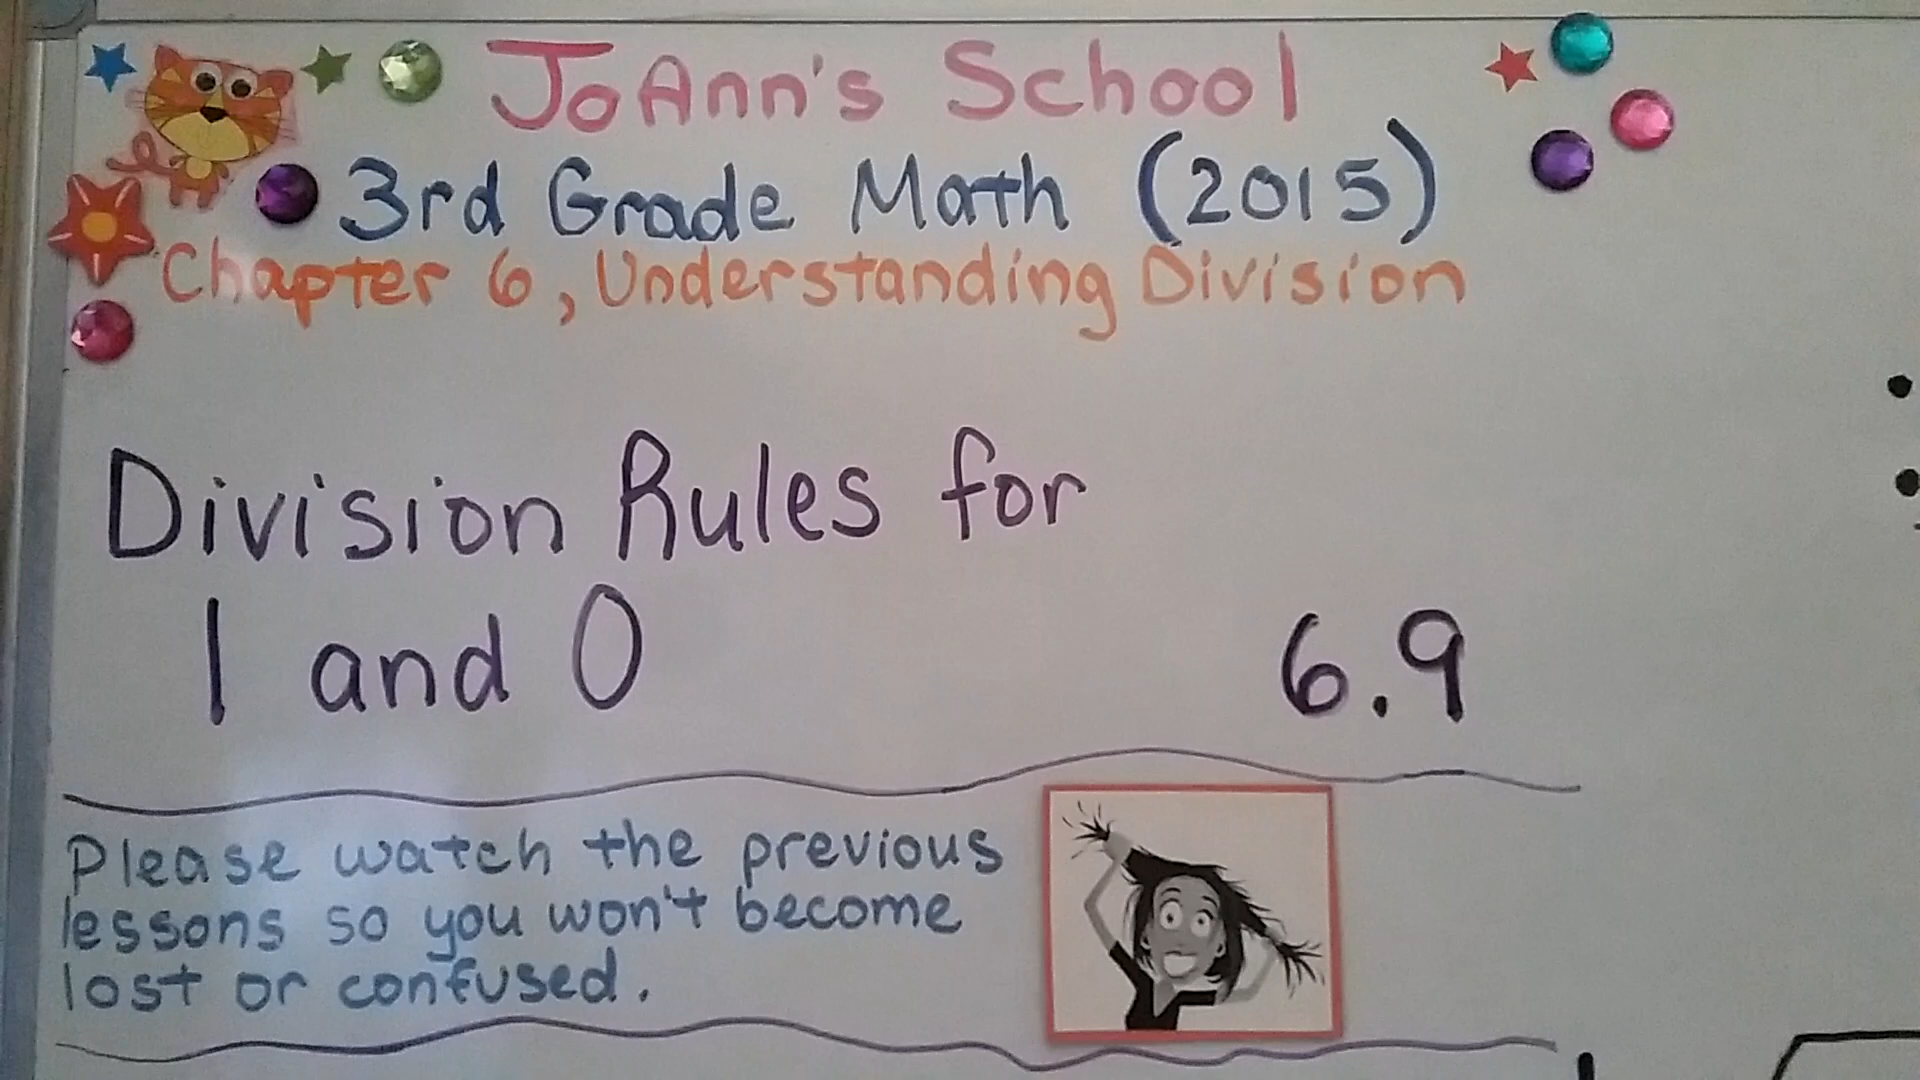 JoAnn's School
3rd Grade Math (2015)
Chapter 6, Understanding Division
Division Rules for
1 and 0
6.9
Please watch the previous
lessons so you won't become
lost or confused.